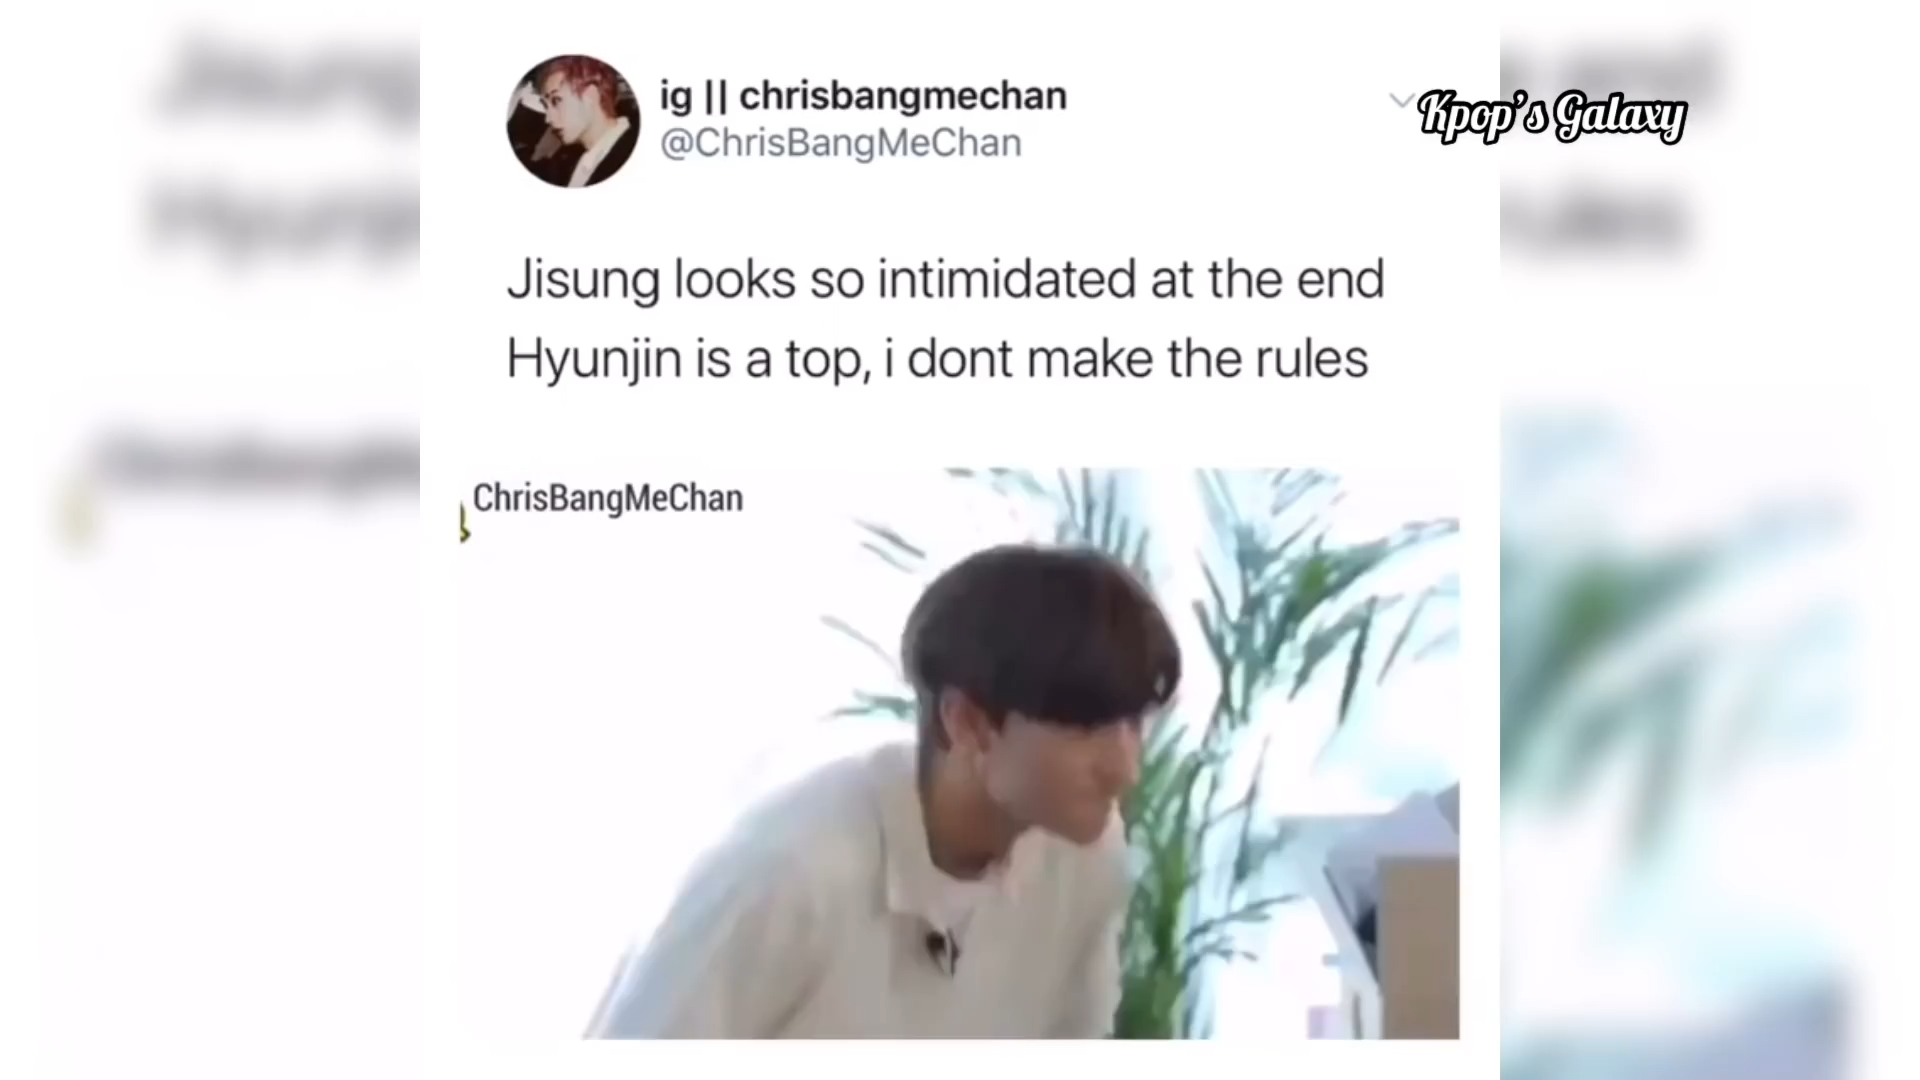 ig || chrisbangmechan
@ChrisBangMeChan
Kpop's Galaxy
Jisung looks so intimidated at the end
Hyunjin is a top, i dont make the rules
ChrisBangMeChan